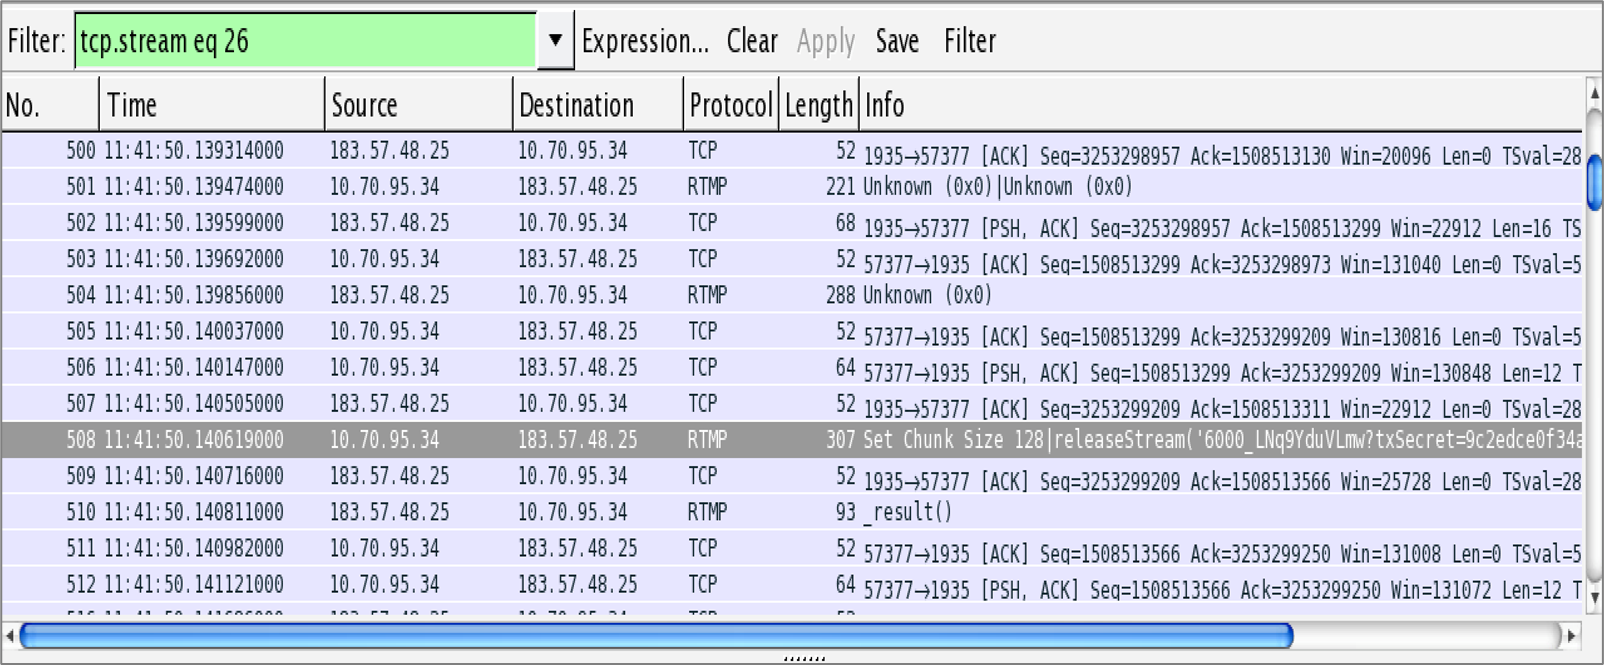 Filter: tcp.stream eq 26 Expression... Clear Apply Save Filter
No. Time Source Destination Protocol Length Info
500 11:41:50.139314000 183.57.48.25 10.70.95.34 TCP 52 1935→57377 [ACK] Seq=3253298957 Ack=1508513130 Win=20096 Len=0 TSval=28
501 11:41:50.139474000 10.70.95.34 183.57.48.25 RTMP 221 Unknown (0x0)|Unknown (0x0)
502 11:41:50.139599000 183.57.48.25 10.70.95.34 TCP 68 1935→57377 [PSH, ACK] Seq=3253298957 Ack=1508513299 Win=22912 Len=16 TS
503 11:41:50.139692000 10.70.95.34 183.57.48.25 TCP 52 57377→1935 [ACK] Seq=1508513299 Ack=3253298973 Win=131040 Len=0 TSval=5
504 11:41:50.139856000 183.57.48.25 10.70.95.34 RTMP 288 Unknown (0x0)
505 11:41:50.140037000 10.70.95.34 183.57.48.25 TCP 52 57377→1935 [ACK] Seq=1508513299 Ack=3253299209 Win=130816 Len=0 TSval=5
506 11:41:50.140147000 10.70.95.34 183.57.48.25 TCP 64 57377→1935 [PSH, ACK] Seq=1508513299 Ack=3253299209 Win=130848 Len=12 T
507 11:41:50.140505000 183.57.48.25 10.70.95.34 TCP 52 1935→57377 [ACK] Seq=3253299209 Ack=1508513311 Win=22912 Len=0 TSval=28
508 11:41:50.140619000 10.70.95.34 183.57.48.25 RTMP 307 Set Chunk Size 128|releaseStream('6000_LNq9YduVLmw?txSecret=9c2edce0f34a
509 11:41:50.140716000 183.57.48.25 10.70.95.34 TCP 52 1935→57377 [ACK] Seq=3253299209 Ack=1508513566 Win=25728 Len=0 TSval=28
510 11:41:50.140811000 183.57.48.25 10.70.95.34 RTMP 93 _result()
511 11:41:50.140982000 10.70.95.34 183.57.48.25 TCP 52 57377→1935 [ACK] Seq=1508513566 Ack=3253299250 Win=131008 Len=0 TSval=5
512 11:41:50.141121000 10.70.95.34 183.57.48.25 TCP 64 57377→1935 [PSH, ACK] Seq=1508513566 Ack=3253299250 Win=131072 Len=12 T